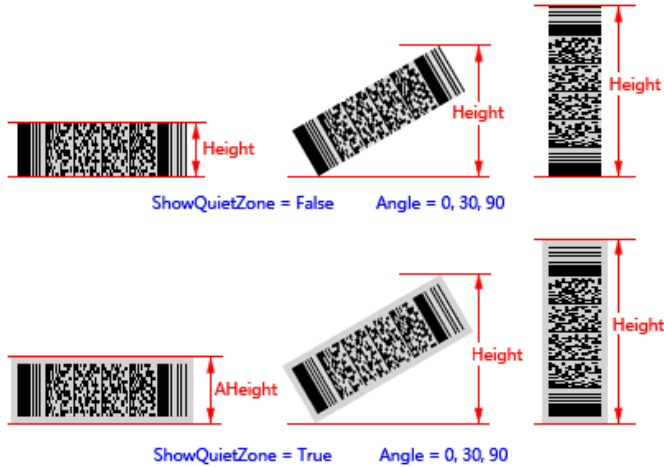 Height
Height
Height
ShowQuietZone = False Angle = 0, 30, 90
AHeight
Height
Height
ShowQuietZone = True Angle = 0, 30, 90